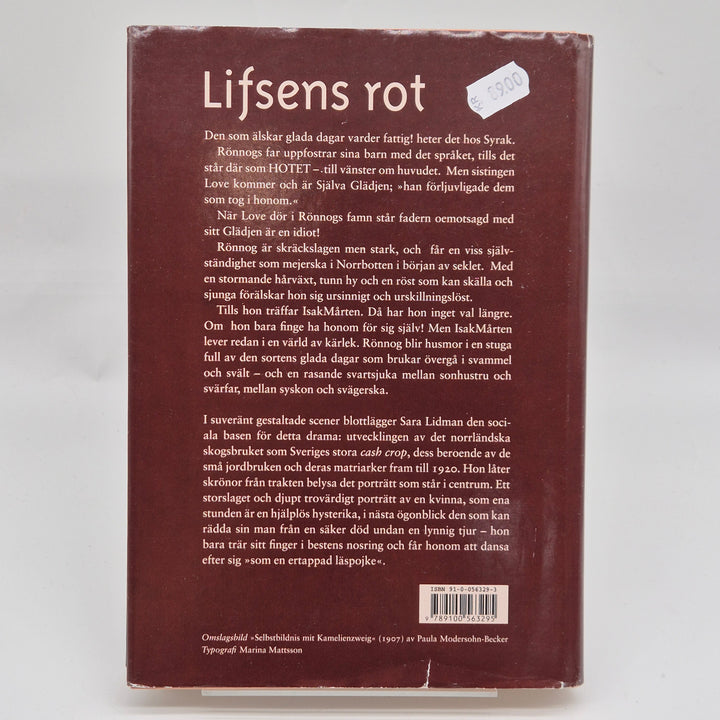 Lifsens rot
Den som älskar glada dagar varder fattig! heter det hos Syrak.
Rönnogs far uppfostrar sina barn med det språket, tills det
står där som HOTET – till vänster om huvudet. Men sistingen
Love kommer och är Själva Glädjen; »han förljuvligade dem
som tog i honom.«
När Love dör i Rönnogs famn står fadern oemotsagd med
sitt Glädjen är en idiot!
Rönnog är skräckslagen men stark, och får en viss själv-
ständighet som mejerska i Norrbotten i början av seklet. Med
en stormande hårväxt, tunn hy och en röst som kan skälla och
sjunga förälskar hon sig ursinnigt och urskillningslöst.
Tills hon träffar IsakMårten. Då har hon inget val längre.
Om hon bara finge ha honom för sig själv! Men IsakMårten
lever redan i en värld av kärlek. Rönnog blir husmor i en stuga
full av den sortens glada dagar som brukar övergå i svammel
och svält – och en rasande svartsjuka mellan sonhustru och
svärfar, mellan syskon och svägerska.
I suveränt gestaltade scener blottlägger Sara Lidman den soci-
ala basen för detta drama: utvecklingen av det norrländska
skogsbruket som Sveriges stora cash crop, dess beroende av de
små jordbruken och deras matriarker fram till 1920. Hon låter
skrönor från trakten belysa det porträtt som står i centrum. Ett
storslaget och djupt trovärdigt porträtt av en kvinna, som ena
stunden är en hjälplös hysterika, i nästa ögonblick den som kan
rädda sin man från en säker död undan en lynnig tjur – hon
bara trär sitt finger i bestens nosring och får honom att dansa
efter sig »som en ertappad läspojke«.
ISBN 91-0-056329-3
9789100563295
Omslagsbild »Selbstbildnis mit Kamelienzweig« (1907) av Paula Modersohn-Becker
Typografi Marina Mattsson